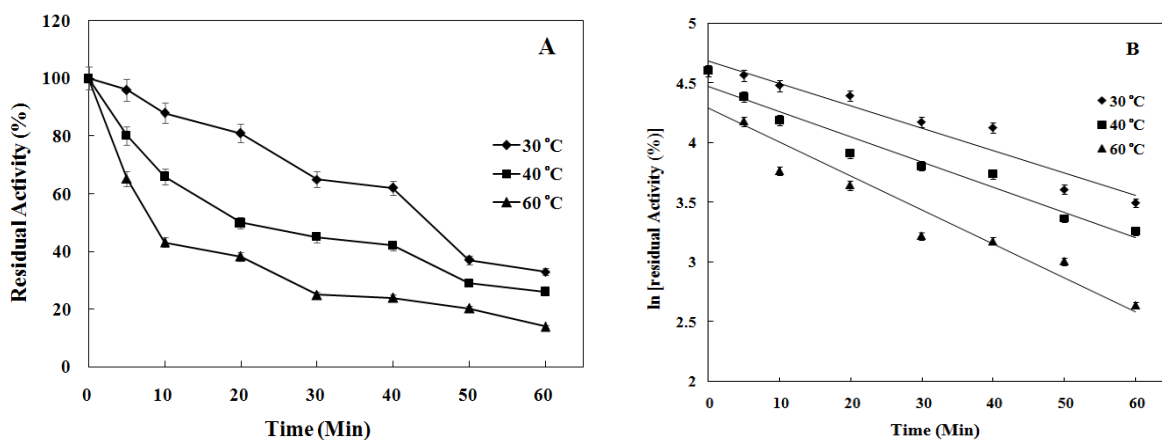 A
120
100
80
60
40
20
0
Residual Activity (%)
30 °C
40 °C
60 °C
0 10 20 30 40 50 60
Time (Min)
B
5
4.5
4
3.5
3
2.5
2
ln [residual Activity (%)]
30 °C
40 °C
60 °C
0 10 20 30 40 50 60
Time (Min)